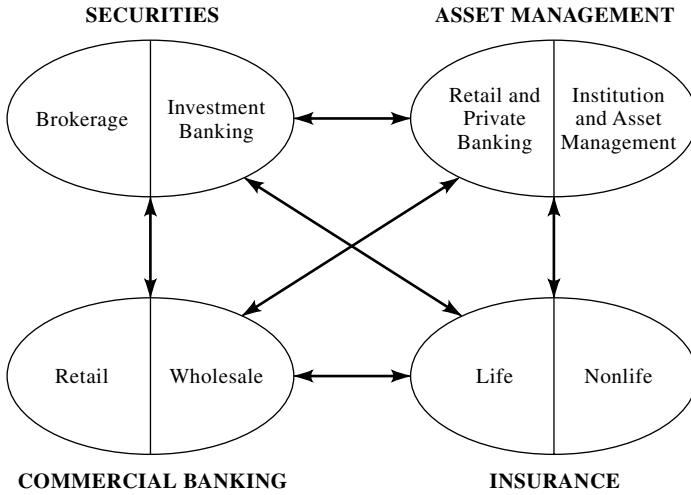 SECURITIES
ASSET MANAGEMENT
Brokerage
Investment
Banking
Retail and
Private
Banking
Institution
and Asset
Management
Retail
Wholesale
Life
Nonlife
COMMERCIAL BANKING
INSURANCE